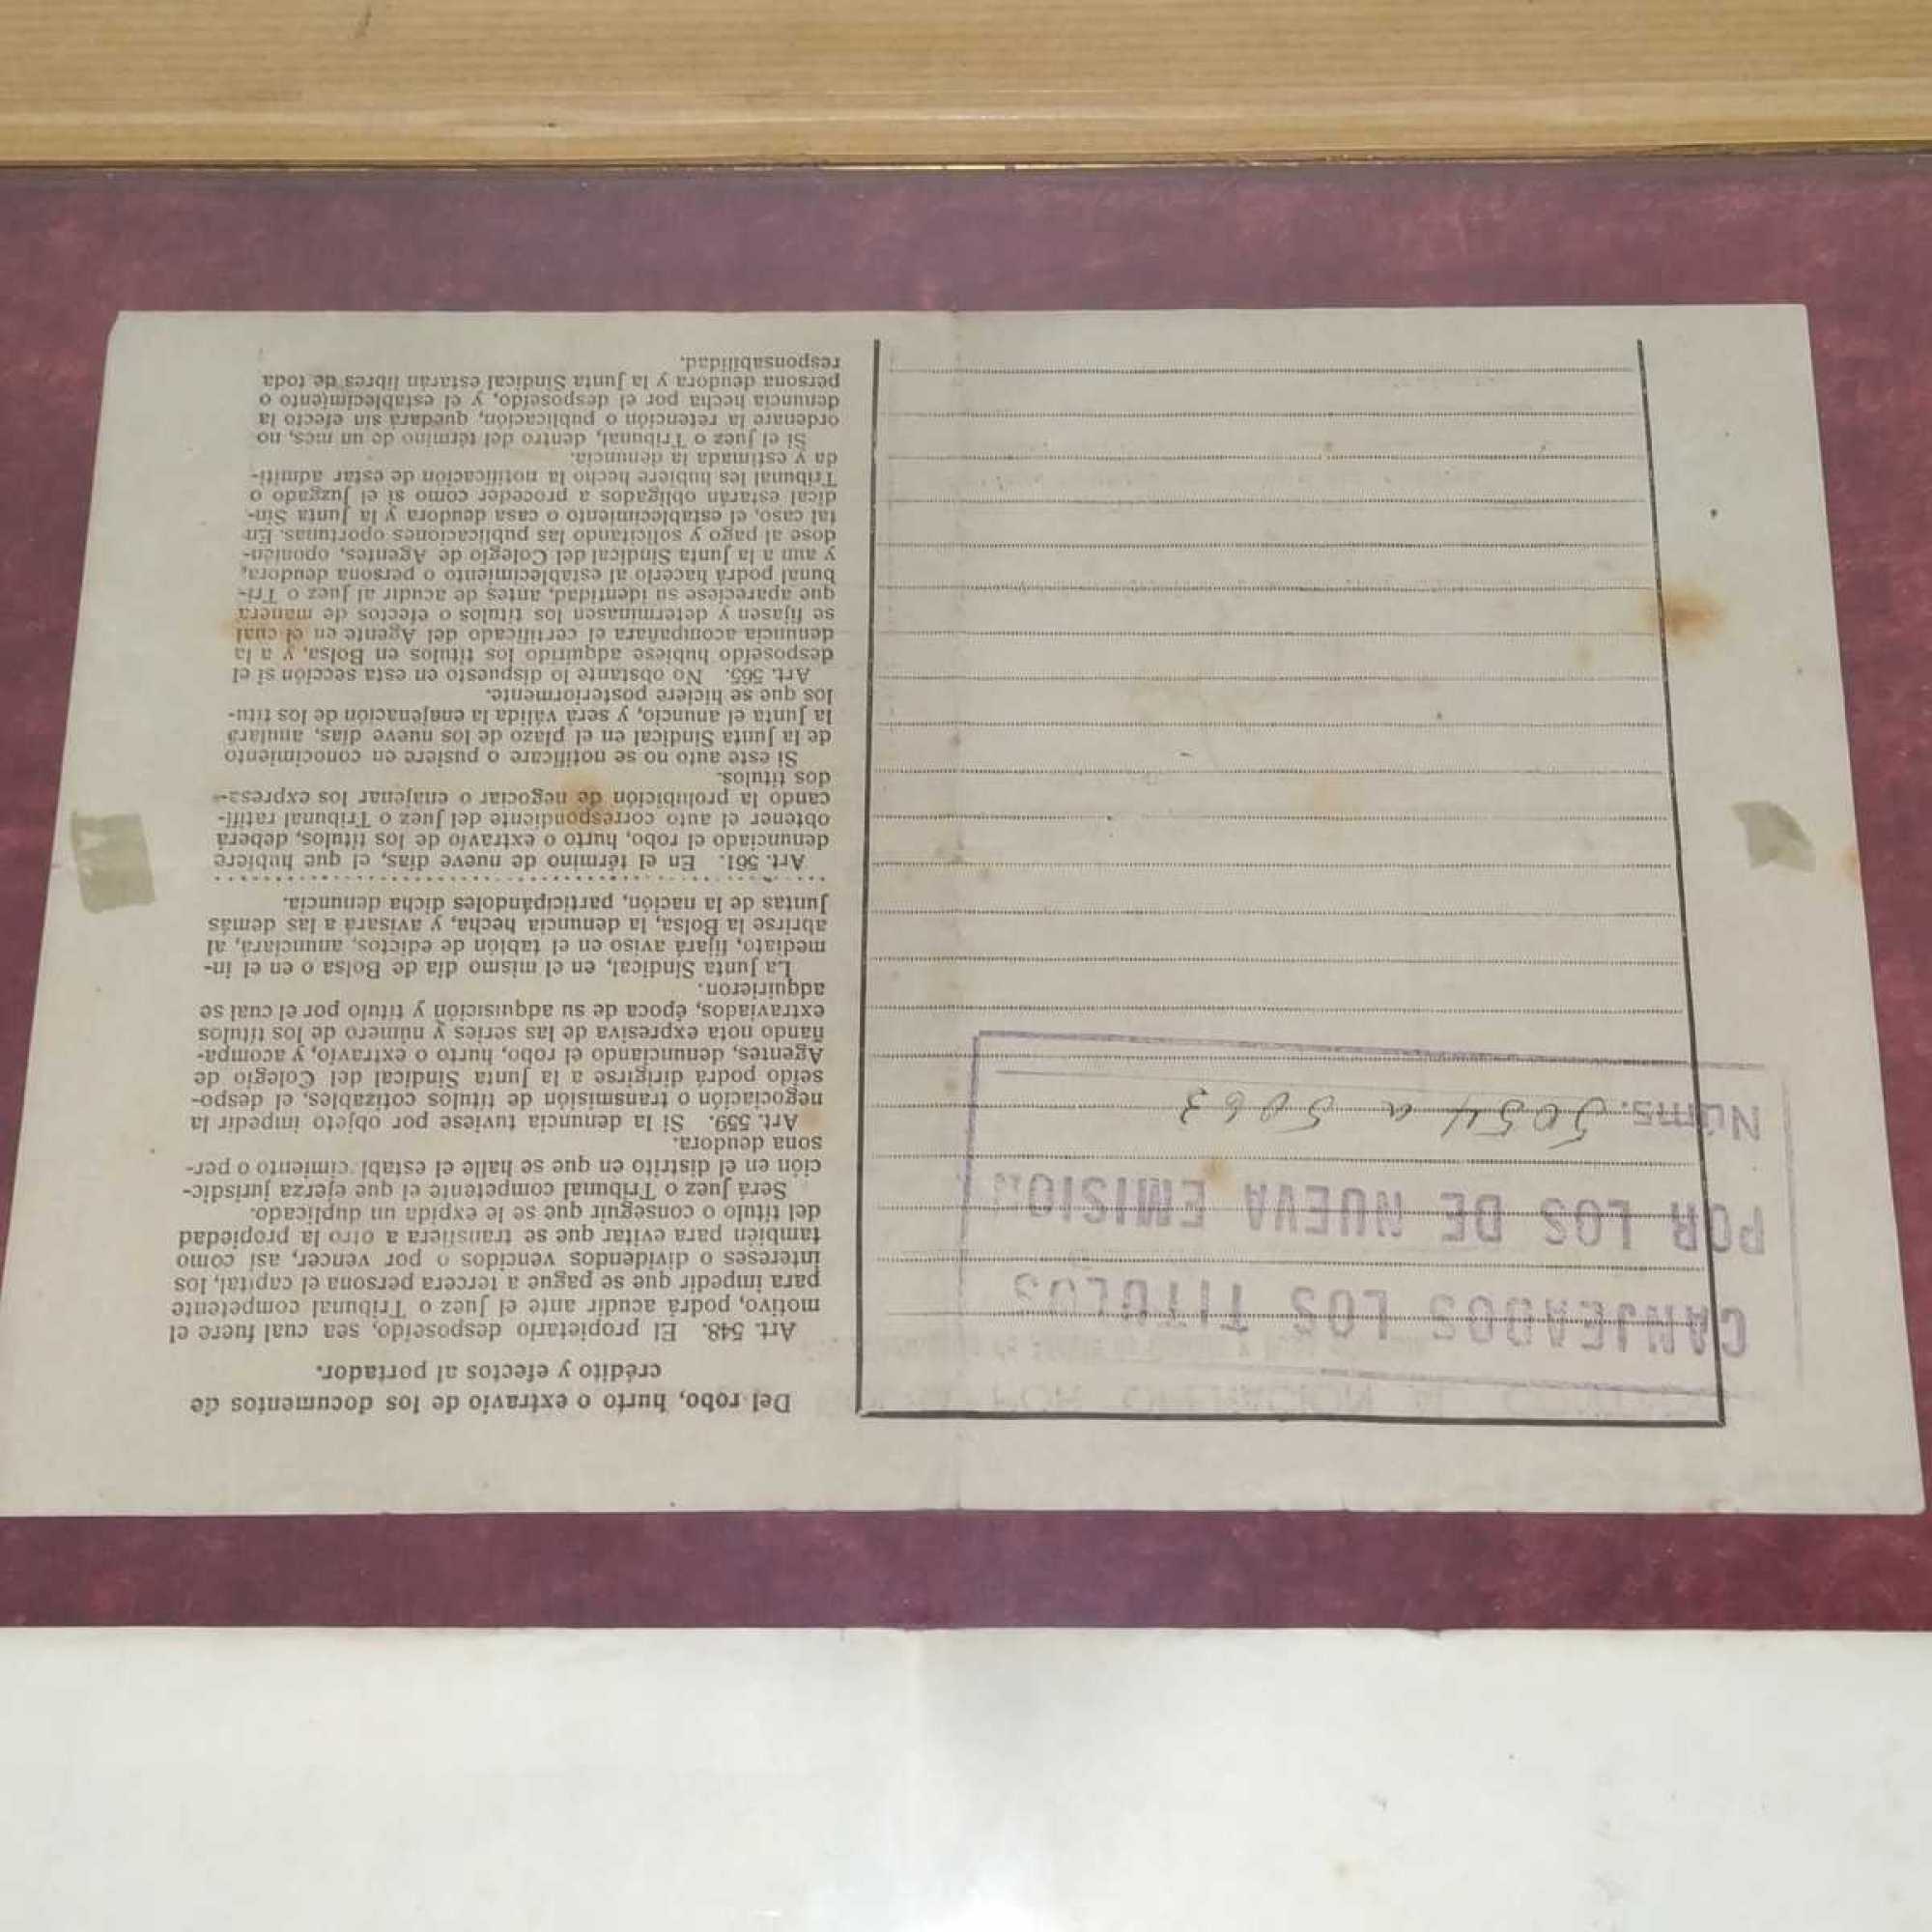 CANJEADOS LOS TITULOS
POR LOS DE NUEVA EMISION
Núms. 5054 a 5063
Del robo, hurto o extravío de los documentos de
crédito y efectos al portador.
Art. 548. El propietario desposeído, sea cual fuere el
motivo, podrá acudir ante el Juez o Tribunal competente
para impedir que se pague a tercera persona el capital, los
intereses o dividendos vencidos o por vencer, así como
también para evitar que se transfiera a otro la propiedad
del título o conseguir que se le expida un duplicado.
Será Juez o Tribunal competente el que ejerza jurisdic-
ción en el distrito en que se halle el establ cimiento o per-
sona deudora.
Art. 559. Si la denuncia tuviese por objeto impedir la
negociación o transmisión de títulos cotizables, el despo-
seído podrá dirigirse a la Junta Sindical del Colegio de
Agentes, denunciando el robo, hurto o extravío, y acompa-
ñando nota expresiva de las series y número de los títulos
extraviados, época de su adquisición y título por el cual se
adquirieron.
La Junta Sindical, en el mismo día de Bolsa o en el in-
mediato, fijará aviso en el tablón de edictos, anunciará, al
abrirse la Bolsa, la denuncia hecha, y avisará a las demás
juntas de la nación, participándoles dicha denuncia.
Art. 561. En el término de nueve días, el que hubiere
denunciado el robo, hurto o extravío de los títulos, deberá
obtener el auto correspondiente del Juez o Tribunal ratifi-
cando la prohibición de negociar o enajenar los expresa-
dos títulos.
Si este auto no se notificare o pusiere en conocimiento
de la Junta Sindical en el plazo de los nueve días, anulará
la Junta el anuncio, y será válida la enajenación de los títu-
los que se hiciere posteriormente.
Art. 565. No obstante lo dispuesto en esta sección si el
desposeído hubiese adquirido los títulos en Bolsa, y a la
denuncia acompañara el certificado del Agente en el cual
se fijasen y determinasen los títulos o efectos de manera
que apareciese su identidad, antes de acudir al Juez o Tri-
bunal podrá hacerlo al establecimiento o persona deudora,
y aun a la Junta Sindical del Colegio de Agentes, oponién-
dose al pago y solicitando las publicaciones oportunas. En
tal caso, el establecimiento o casa deudora y la Junta Sin-
dical estarán obligados a proceder como si el Juzgado o
Tribunal les hubiere hecho la notificación de estar admiti-
da y estimada la denuncia.
Si el Juez o Tribunal, dentro del término de un mes, no
ordenare la retención o publicación, quedará sin efecto la
denuncia hecha por el desposeído, y el establecimiento o
persona deudora y la Junta Sindical estarán libres de toda
responsabilidad.